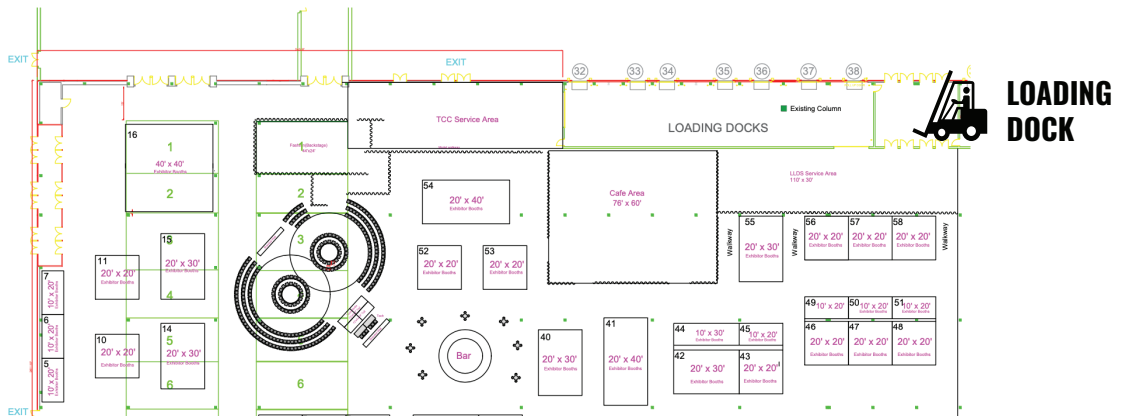 EXIT
EXIT
32
33
34
35
36
37
38
Existing Column
LOADING DOCKS
LOADING
DOCK
TCC Service Area
16
1
40' x 40'
Exhibitor Booths
2
1
2
3
LLDS Service Area
110' x 30'
Cafe Area
76' x 60'
54
20' x 40'
Exhibitor Booths
55
20' x 30'
Exhibitor Booths
Walkway
Walkway
Walkway
56
20' x 20'
Exhibitor Booths
57
20' x 20'
Exhibitor Booths
58
20' x 20'
Exhibitor Booths
15
3
20' x 30'
Exhibitor Booths
4
11
20' x 20'
Exhibitor Booths
52
20' x 20'
Exhibitor Booths
53
20' x 20'
Exhibitor Booths
7
10' x 20'
Exhibitor Booths
6
10' x 20'
Exhibitor Booths
5
10' x 20'
Exhibitor Booths
10
20' x 20'
Exhibitor Booths
14
5
20' x 30'
Exhibitor Booths
6
6
Bar
40
20' x 30'
Exhibitor Booths
41
20' x 40'
Exhibitor Booths
44
10' x 30'
Exhibitor Booths
45
10' x 20'
Exhibitor Booths
42
20' x 30'
Exhibitor Booths
43
20' x 20'
Exhibitor Booths
49
10' x 20'
Exhibitor Booths
50
10' x 20'
Exhibitor Booths
51
10' x 20'
Exhibitor Booths
46
20' x 20'
Exhibitor Booths
47
20' x 20'
Exhibitor Booths
48
20' x 20'
Exhibitor Booths
EXIT